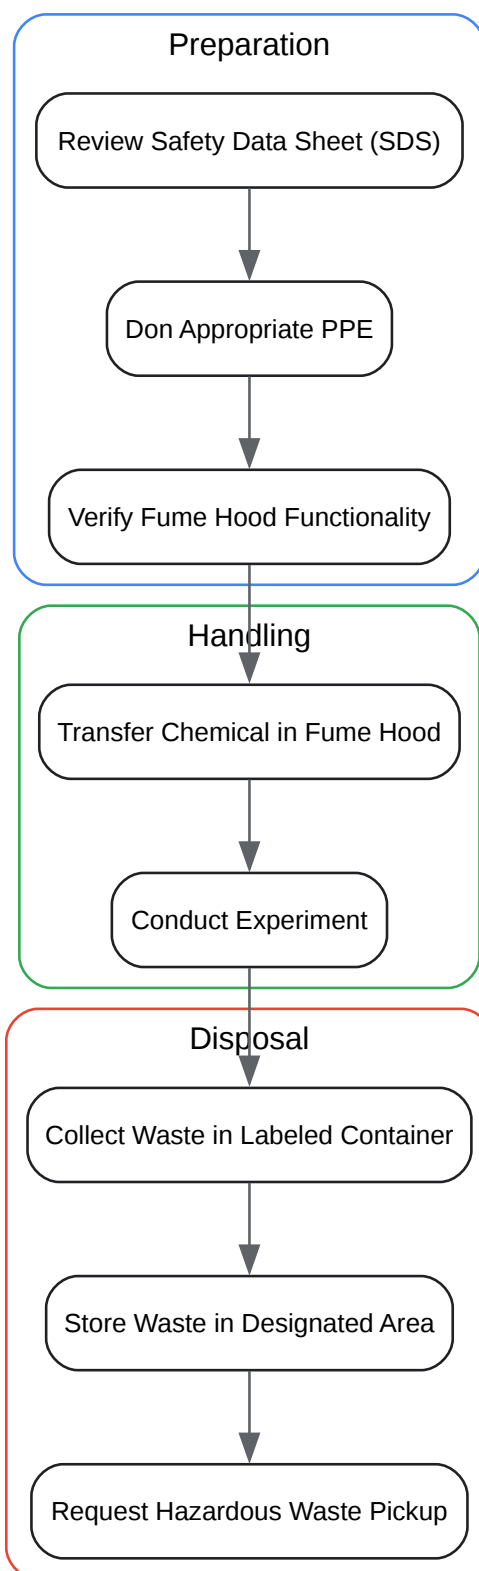 Preparation
Review Safety Data Sheet (SDS)
Don Appropriate PPE
Verify Fume Hood Functionality
Handling
Transfer Chemical in Fume Hood
Conduct Experiment
Disposal
Collect Waste in Labeled Container
Store Waste in Designated Area
Request Hazardous Waste Pickup